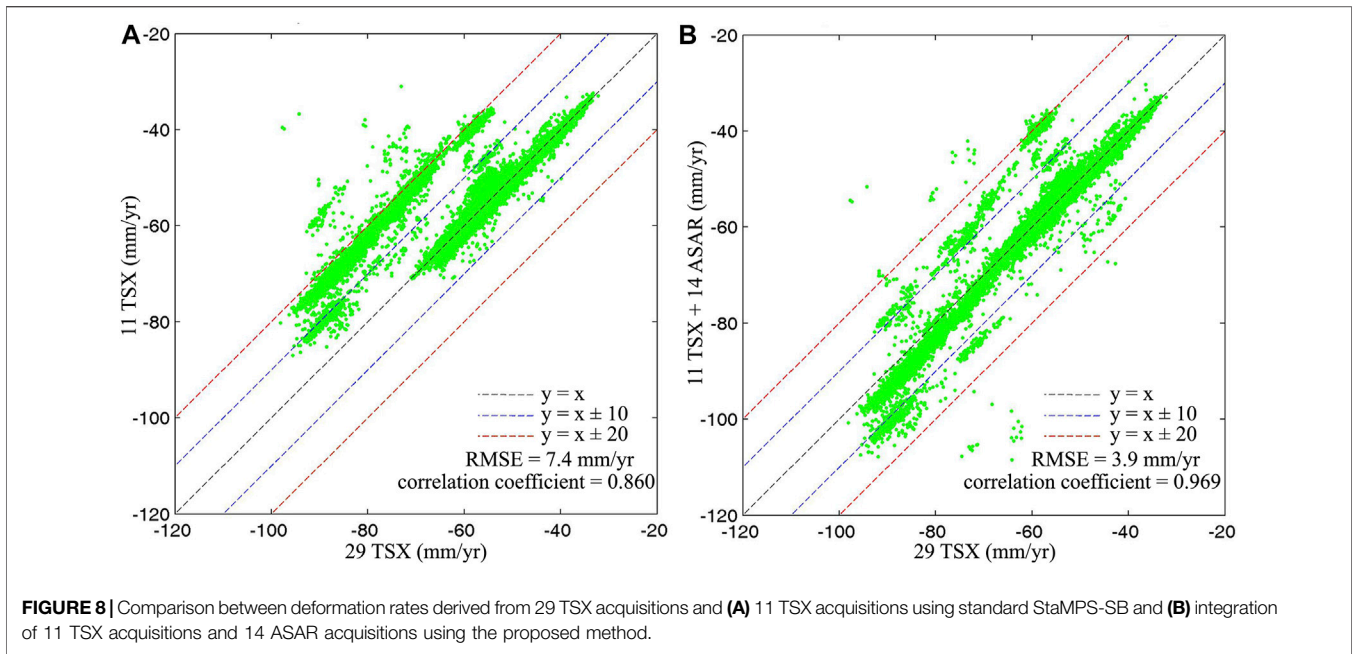 A
-20
-40
-60
-80
-100
-120
11 TSX (mm/yr)
-120
-100
-80
-60
-40
-20
29 TSX (mm/yr)
y = x
y = x ± 10
y = x ± 20
RMSE = 7.4 mm/yr
correlation coefficient = 0.860
B
-20
-40
-60
-80
-100
-120
11 TSX + 14 ASAR (mm/yr)
-120
-100
-80
-60
-40
-20
29 TSX (mm/yr)
y = x
y = x ± 10
y = x ± 20
RMSE = 3.9 mm/yr
correlation coefficient = 0.969
FIGURE 8 | Comparison between deformation rates derived from 29 TSX acquisitions and (A) 11 TSX acquisitions using standard StaMPS-SB and (B) integration
of 11 TSX acquisitions and 14 ASAR acquisitions using the proposed method.